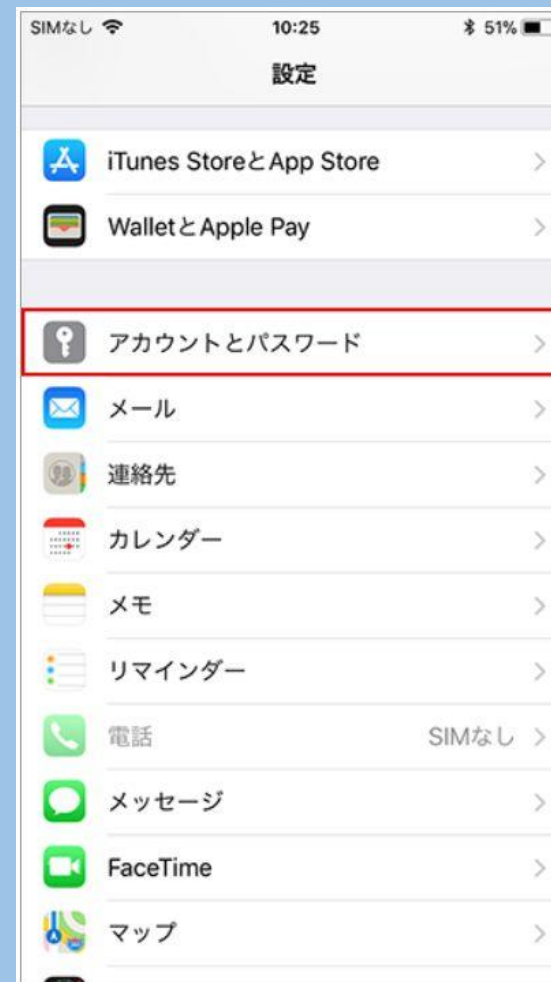 SIMなし 10:25 51%
設定
iTunes StoreとApp Store
WalletとApple Pay
アカウントとパスワード
メール
連絡先
カレンダー
メモ
リマインダー
電話 SIMなし
メッセージ
FaceTime
マップ